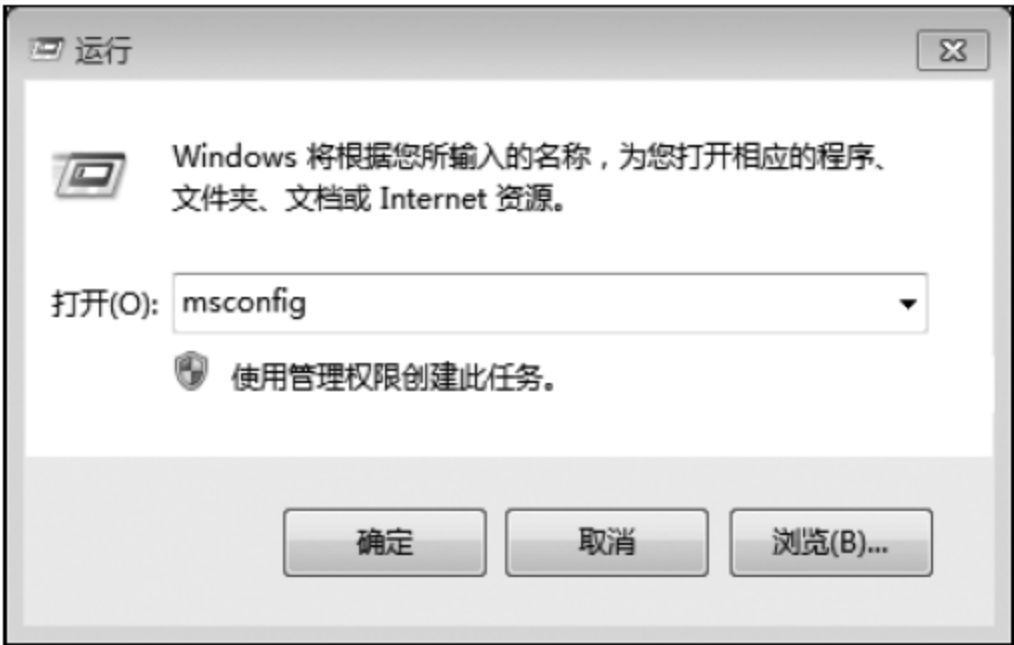 运行
Windows 将根据您所输入的名称，为您打开相应的程序、
文件夹、文档或 Internet 资源。
打开(O): msconfig
使用管理权限创建此任务。
确定 取消 浏览(B)...